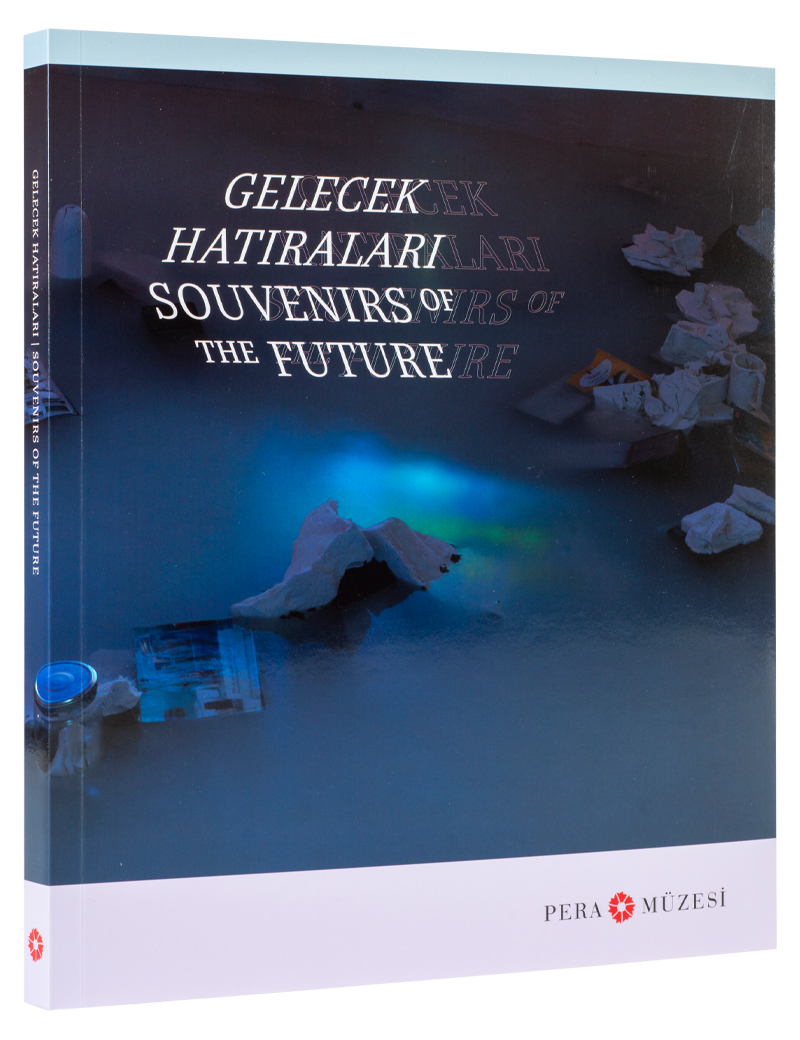 GELECEK HATIRALARI | SOUVENIRS OF THE FUTURE
GELECEK
HATIRALARI
SOUVENIRS OF
THE FUTURE
PERA MÜZESİ